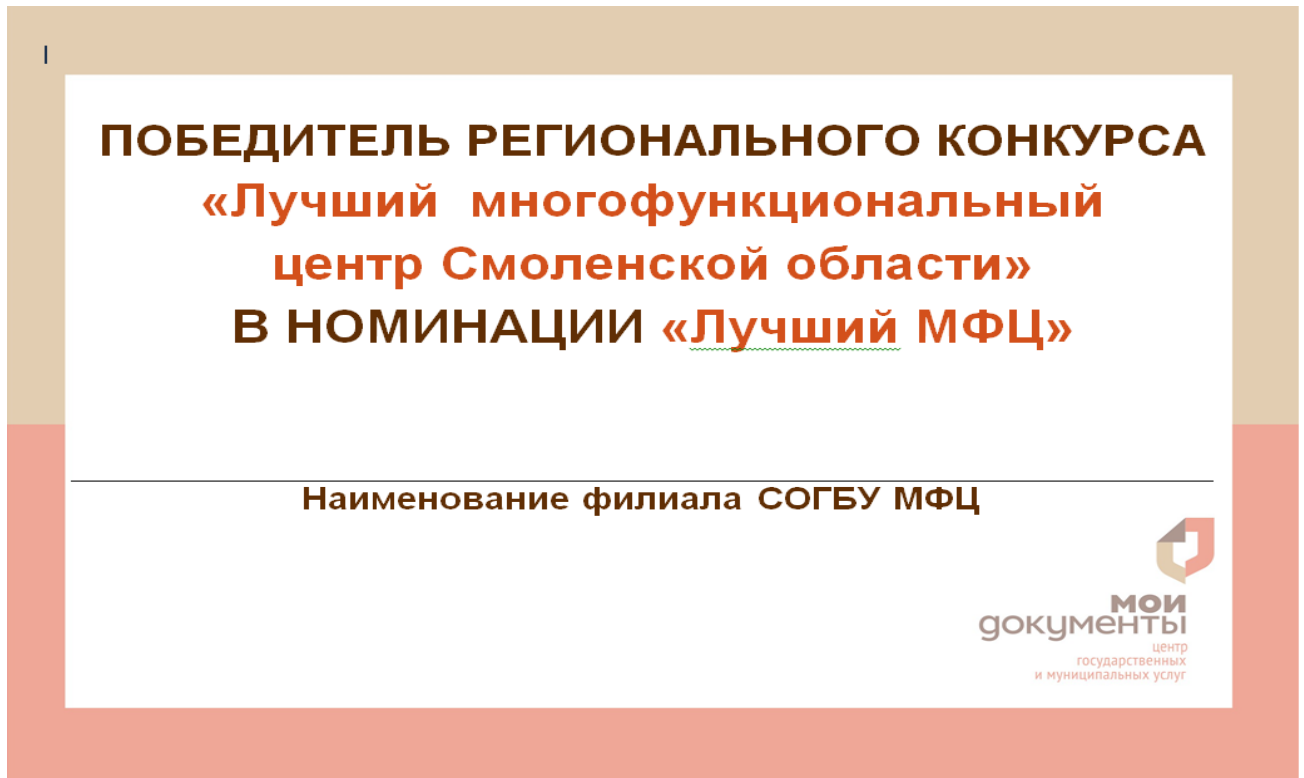 ПОБЕДИТЕЛЬ РЕГИОНАЛЬНОГО КОНКУРСА
«Лучший многофункциональный
центр Смоленской области»
В НОМИНАЦИИ «Лучший МФЦ»
Наименование филиала СОГБУ МФЦ
мои
документы
центр
государственных
и муниципальных услуг